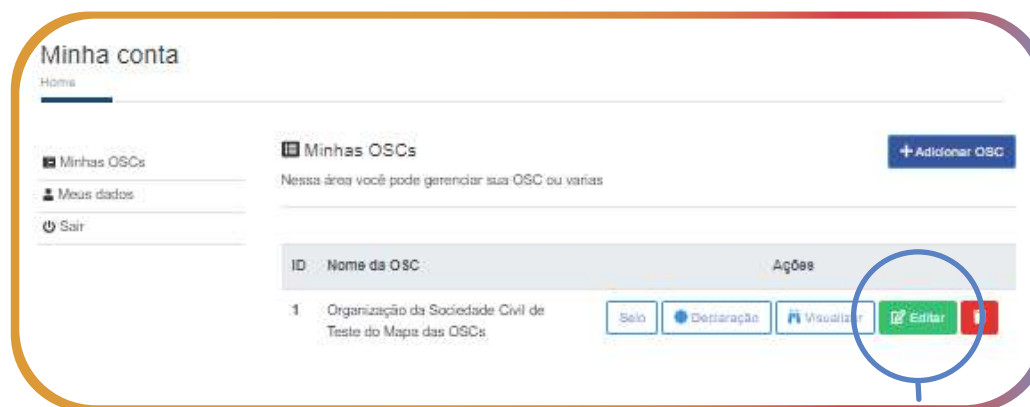 Minha conta
Home
Minhas OSCs
Meus dados
Sair
Minhas OSCs
Nessa área você pode gerenciar sua OSC ou varias
+ Adicionar OSC
ID Nome da OSC Ações
1 Organização da Sociedade Civil de
Teste do Mapa das OSCs
Selo Declaração Visualizar Editar